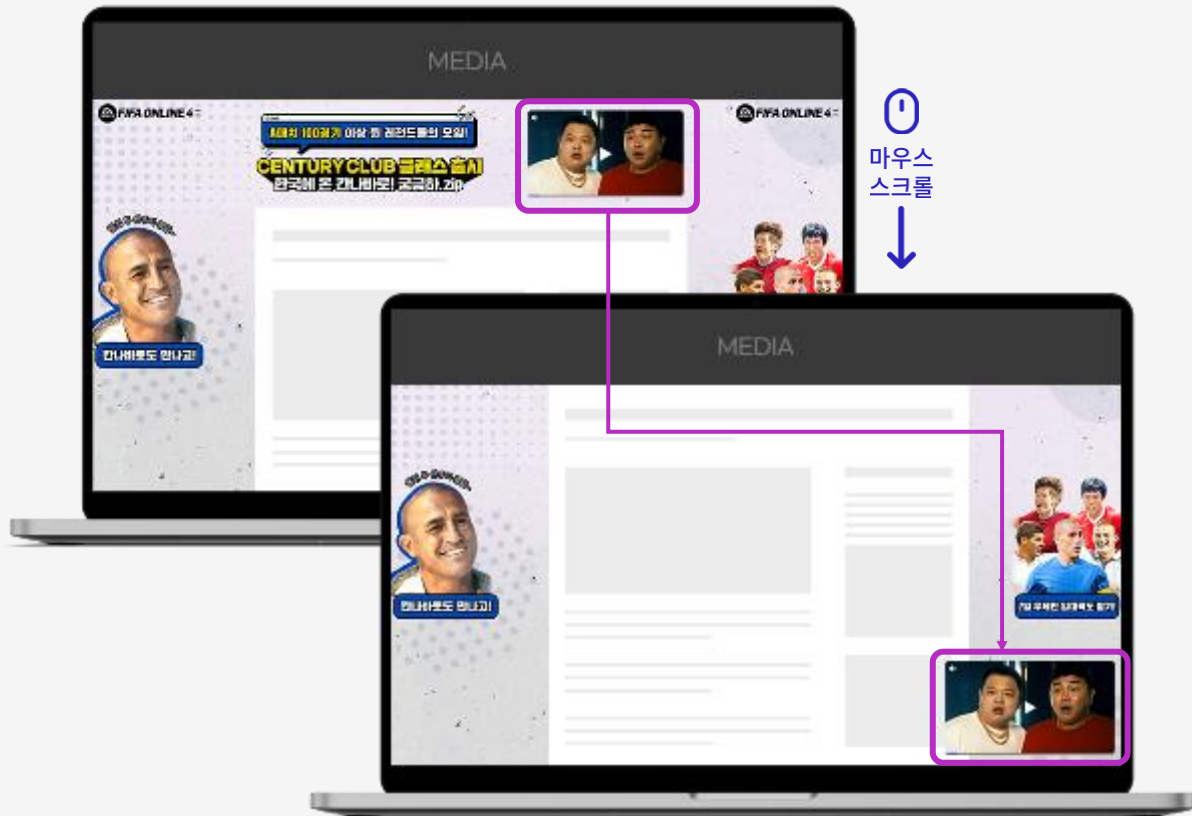 MEDIA
FIFA ONLINE 4
A매치 100경기 이상 뛴 레전드들의 모임!
CENTURY CLUB 클래스 출시
한국에 온 칸나바로! 궁금하.zip
FIFA ONLINE 4
칸나바로도 만나고!
마우스
스크롤
MEDIA
칸나바로도 만나고!